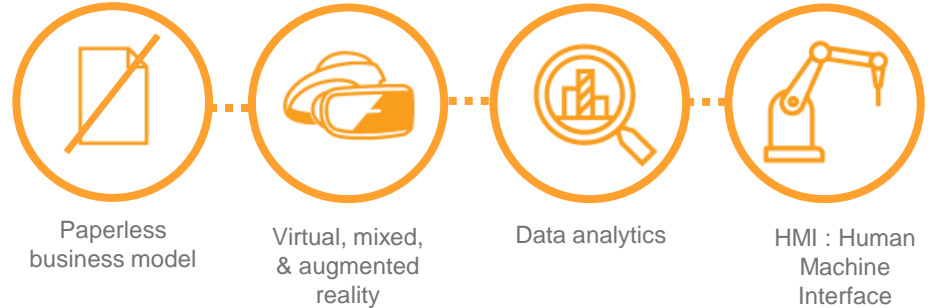 Paperless
business model
Virtual, mixed,
& augmented
reality
Data analytics
HMI : Human
Machine
Interface